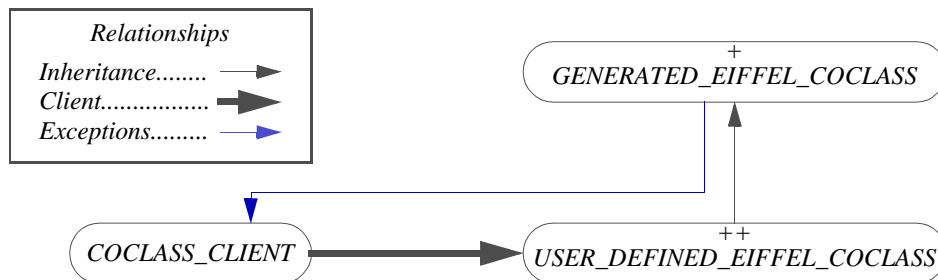 Relationships
Inheritance........
Client..................
Exceptions.........
+
GENERATED_EIFFEL_COCLASS
COCLASS_CLIENT
++
USER_DEFINED_EIFFEL_COCLASS